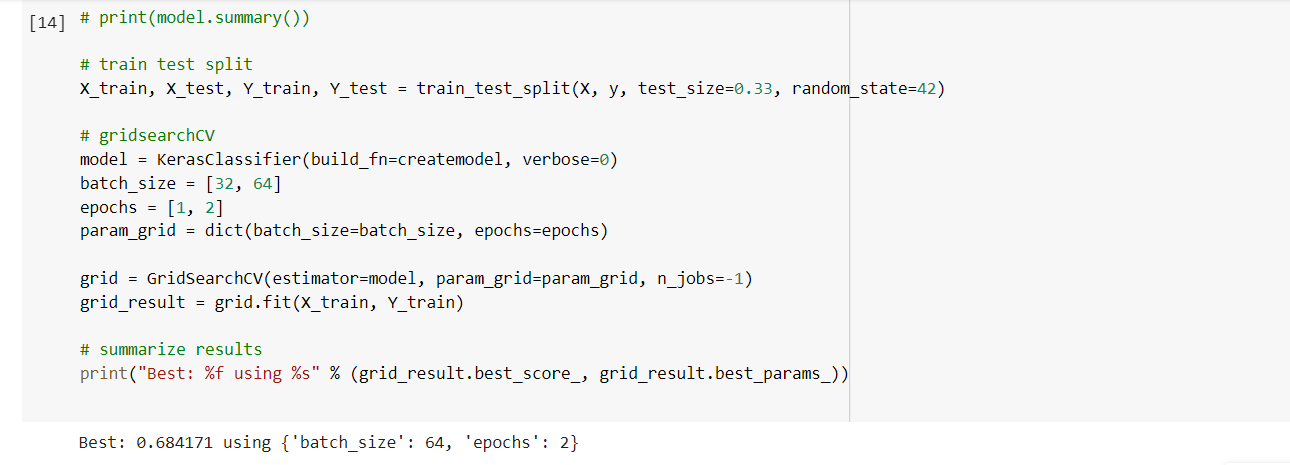 [14] # print(model.summary())
# train test split
X_train, X_test, Y_train, Y_test = train_test_split(X, y, test_size=0.33, random_state=42)
# gridsearchCV
model = KerasClassifier(build_fn=createmodel, verbose=0)
batch_size = [32, 64]
epochs = [1, 2]
param_grid = dict(batch_size=batch_size, epochs=epochs)
grid = GridSearchCV(estimator=model, param_grid=param_grid, n_jobs=-1)
grid_result = grid.fit(X_train, Y_train)
# summarize results
print("Best: %f using %s" % (grid_result.best_score_, grid_result.best_params_))
Best: 0.684171 using {'batch_size': 64, 'epochs': 2}